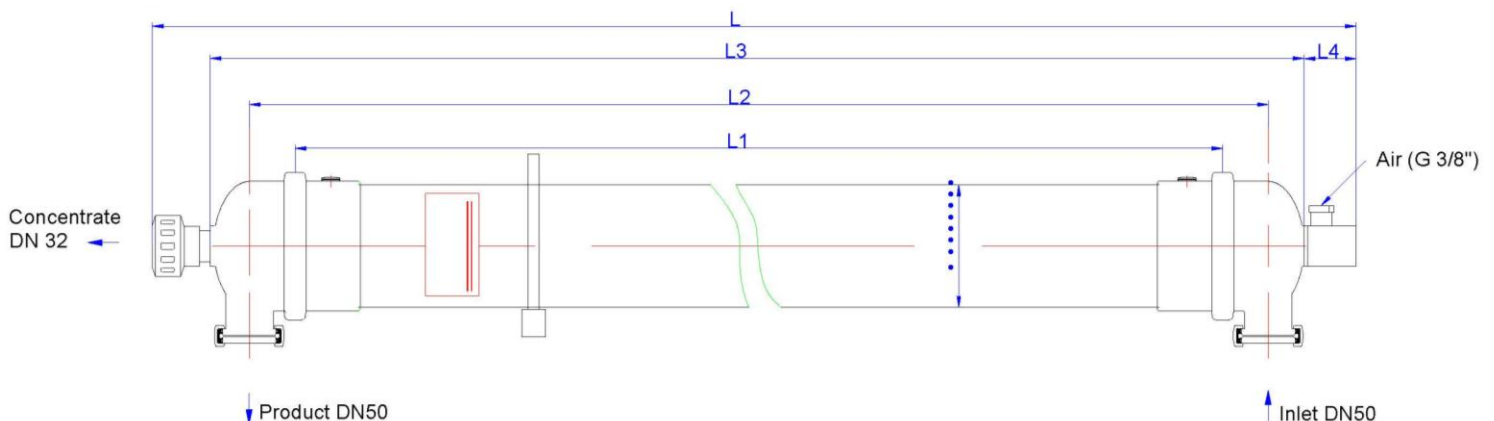 L
L3
L4
L2
L1
Air (G 3/8")
Concentrate
DN 32
Product DN50
Inlet DN50